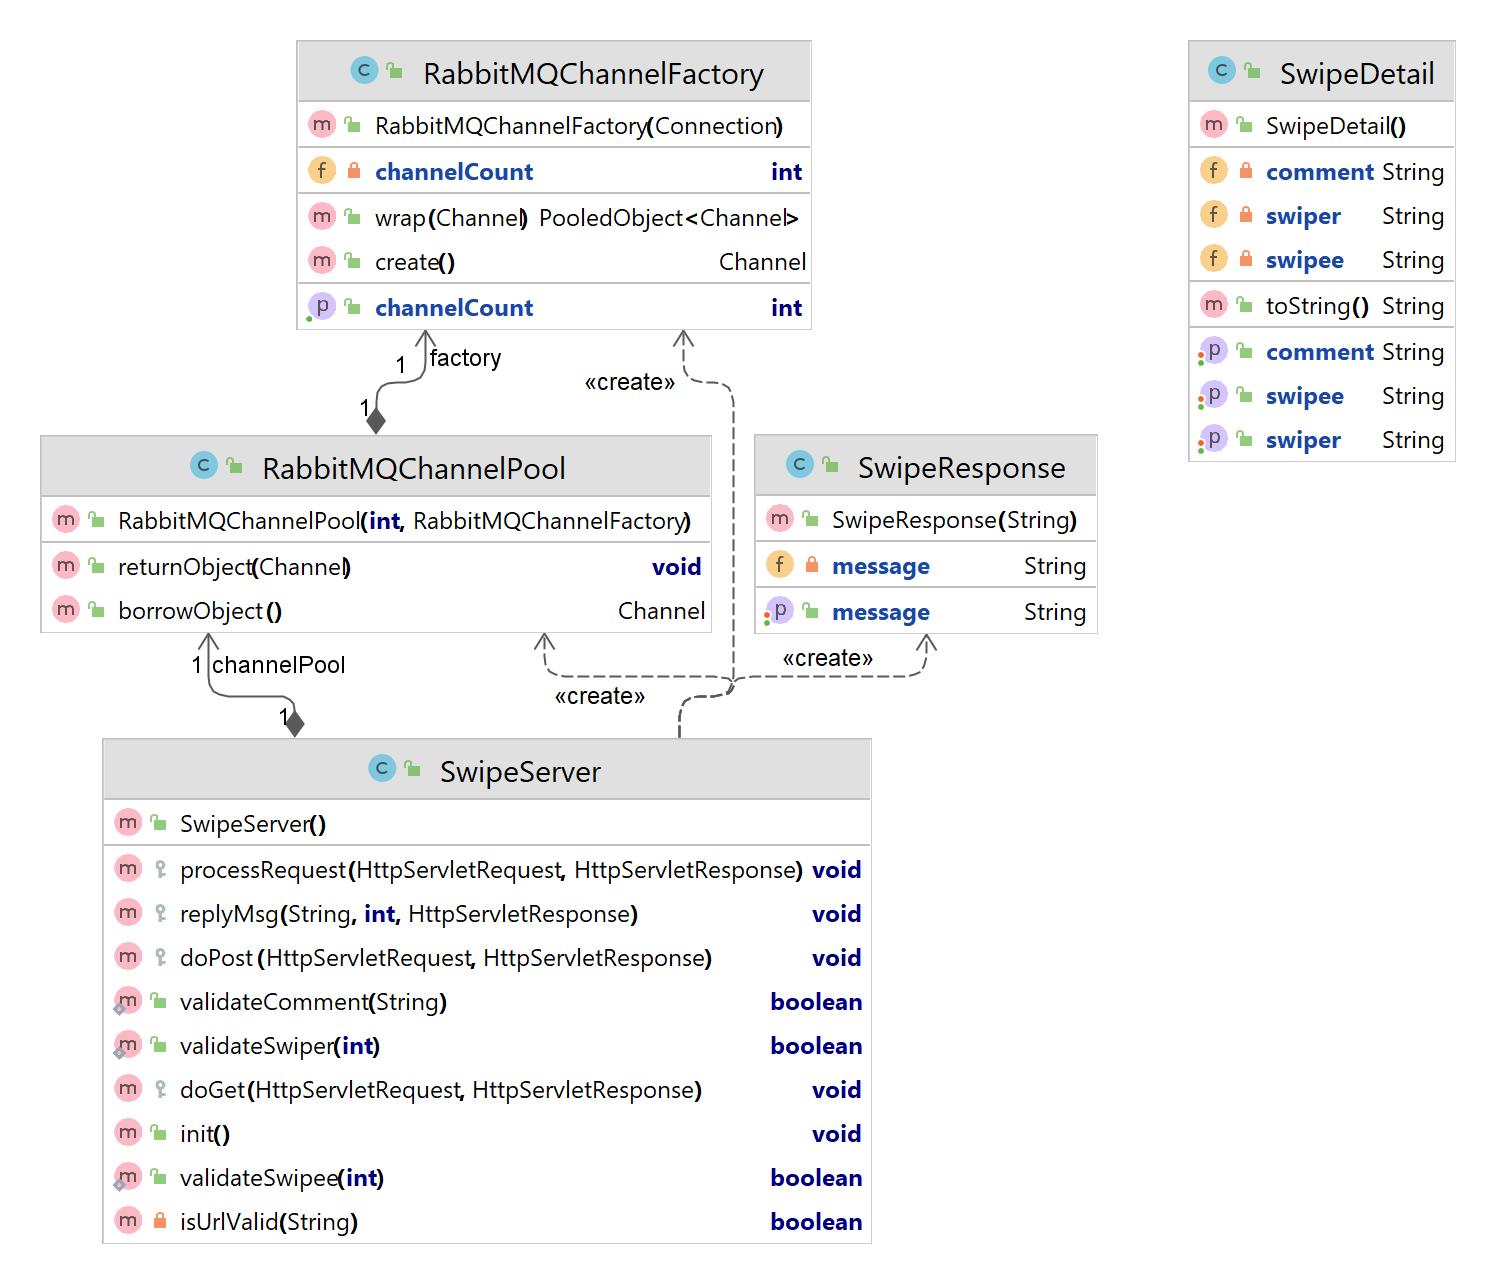 RabbitMQChannelFactory
RabbitMQChannelFactory(Connection)
channelCount int
wrap(Channel) PooledObject<Channel>
create() Channel
channelCount int
1 factory
1
«create»
RabbitMQChannelPool
RabbitMQChannelPool(int, RabbitMQChannelFactory)
returnObject(Channel) void
borrowObject() Channel
1 channelPool
1
«create»
SwipeResponse
SwipeResponse(String)
message String
message String
«create»
SwipeDetail
SwipeDetail()
comment String
swiper String
swipee String
toString() String
comment String
swipee String
swiper String
SwipeServer
SwipeServer()
processRequest(HttpServletRequest, HttpServletResponse) void
replyMsg(String, int, HttpServletResponse) void
doPost(HttpServletRequest, HttpServletResponse) void
validateComment(String) boolean
validateSwiper(int) boolean
doGet(HttpServletRequest, HttpServletResponse) void
init() void
validateSwipee(int) boolean
isUrlValid(String) boolean